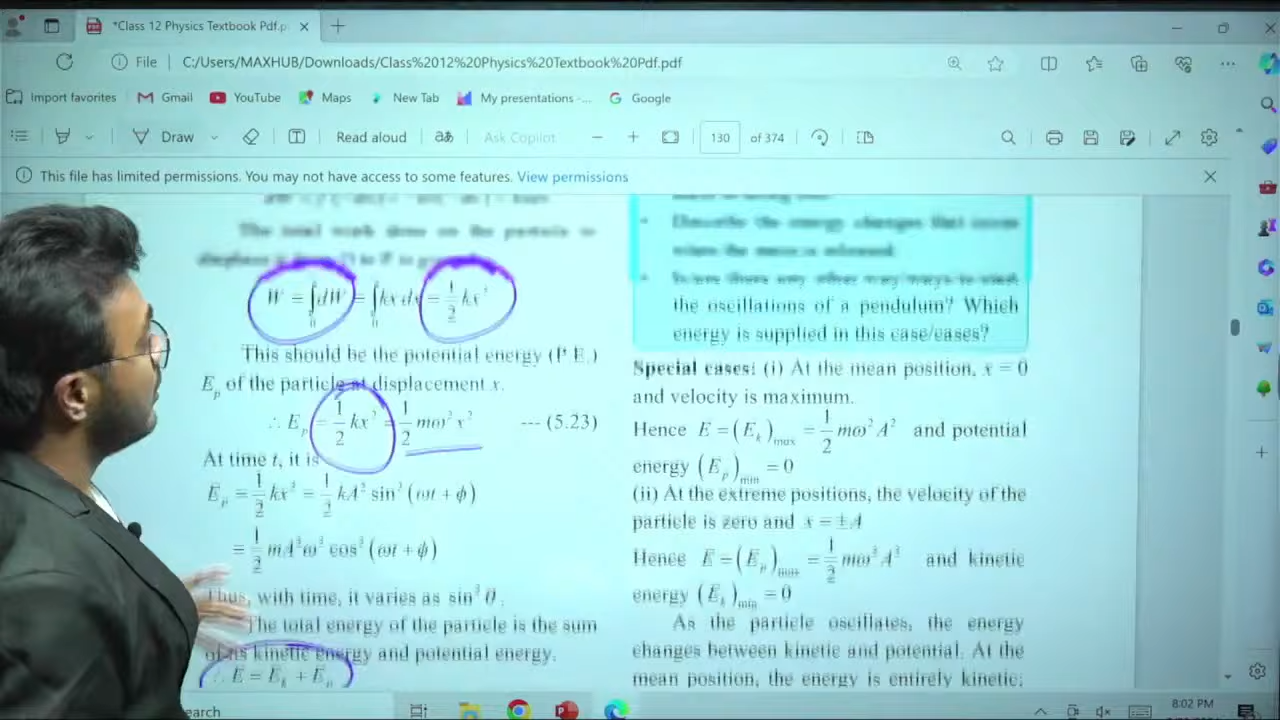 *Class 12 Physics Textbook Pdf.p
File | C:/Users/MAXHUB/Downloads/Class%2012%20Physics%20Textbook%20Pdf.pdf
Import favorites Gmail YouTube Maps New Tab My presentations -... Google
Draw Read aloud aあ Ask Copilot 130 of 374
This file has limited permissions. You may not have access to some features. View permissions
The total work done on the particle to
W = ∫dW = ∫kx dx = 1/2 kx²
This should be the potential energy (P.E.)
Eₚ of the particle at displacement x.
∴ Eₚ = 1/2 kx² = 1/2 mω²x² --- (5.23)
At time t, it is
Eₚ = 1/2 kx² = 1/2 kA² sin² (ωt + ϕ)
= 1/2 mA²ω² cos² (ωt + ϕ)
Thus, with time, it varies as sin² θ.
The total energy of the particle is the sum
of its kinetic energy and potential energy.
∴ E = Eₖ + Eₚ
Describe the energy changes that occur
when the mass is released.
Is/are there any other way/ways to start
the oscillations of a pendulum? Which
energy is supplied in this case/cases?
Special cases: (i) At the mean position, x = 0
and velocity is maximum.
Hence E = (Eₖ)max = 1/2 mω²A² and potential
energy (Eₚ)min = 0
(ii) At the extreme positions, the velocity of the
particle is zero and x = ±A
Hence E = (Eₚ)max = 1/2 mω²A² and kinetic
energy (Eₖ)min = 0
As the particle oscillates, the energy
changes between kinetic and potential. At the
mean position, the energy is entirely kinetic;
earch
8:02 PM